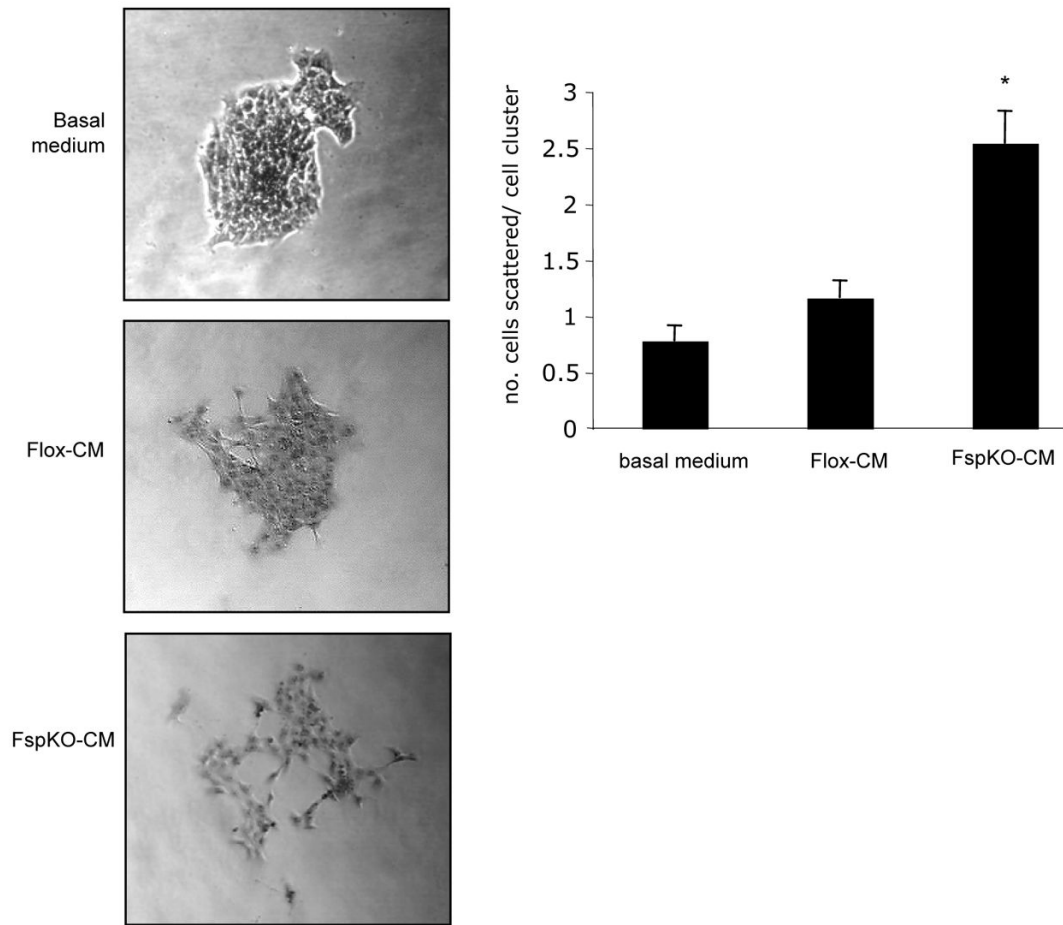 Basal
medium
Flox-CM
FspKO-CM
no. cells scattered/ cell cluster
3
2.5
2
1.5
1
0.5
0
*
basal medium
Flox-CM
FspKO-CM